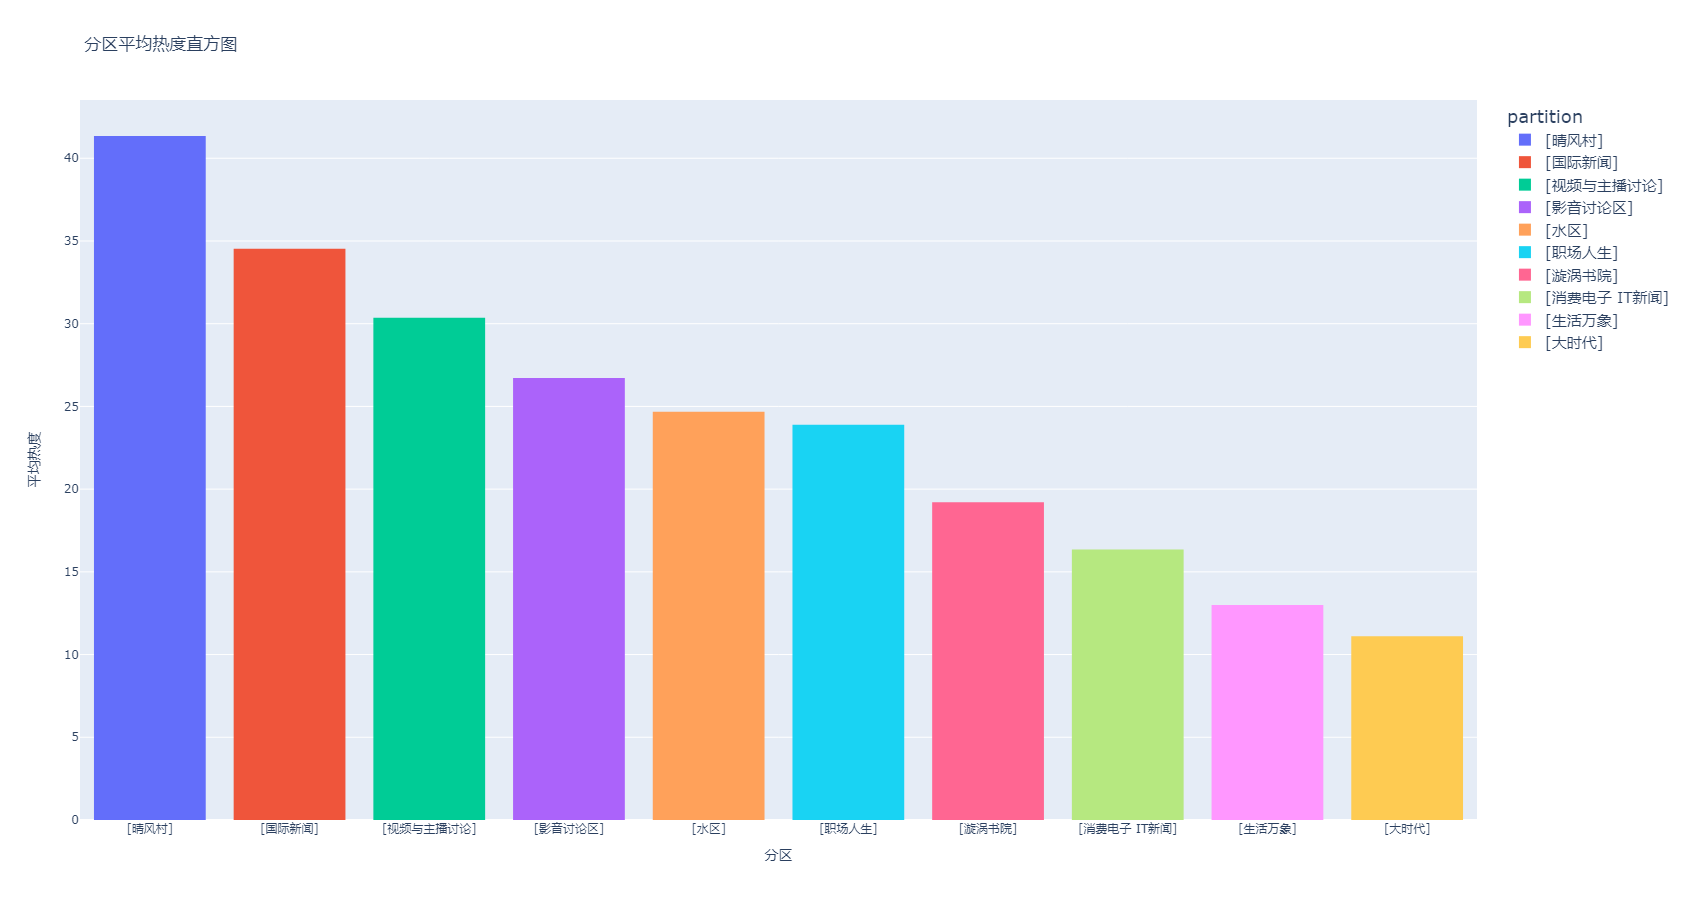 分区平均热度直方图
partition
[晴风村]
[国际新闻]
[视频与主播讨论]
[影音讨论区]
[水区]
[职场人生]
[漩涡书院]
[消费电子 IT新闻]
[生活万象]
[大时代]
平均热度
40
35
30
25
20
15
10
5
0
[晴风村] [国际新闻] [视频与主播讨论] [影音讨论区] [水区] [职场人生] [漩涡书院] [消费电子 IT新闻] [生活万象] [大时代]
分区